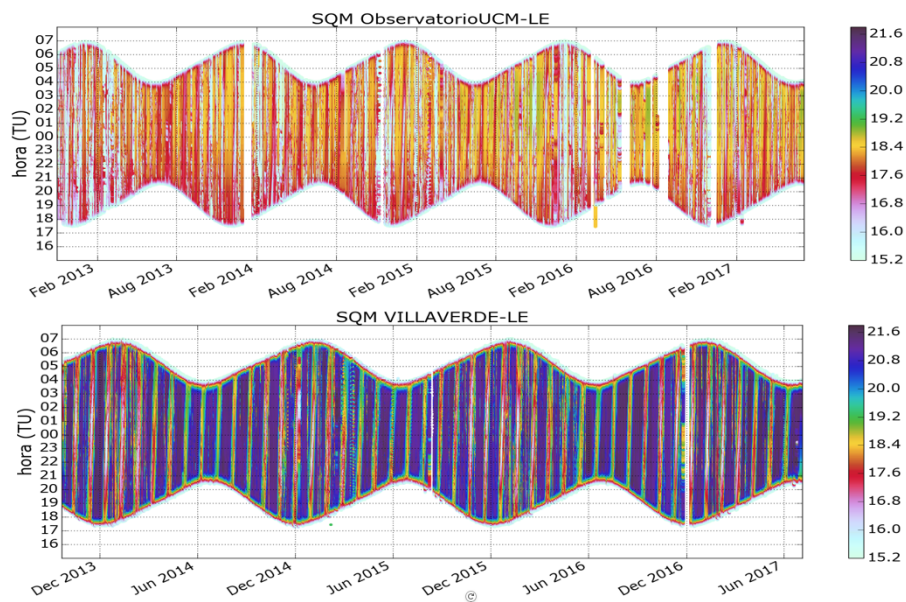 SQM ObservatorioUCM-LE
hora (TU)
07
06
05
04
03
02
01
00
23
22
21
20
19
18
17
16
Feb 2013
Aug 2013
Feb 2014
Aug 2014
Feb 2015
Aug 2015
Feb 2016
Aug 2016
Feb 2017
21.6
20.8
20.0
19.2
18.4
17.6
16.8
16.0
15.2
SQM VILLAVERDE-LE
hora (TU)
07
06
05
04
03
02
01
00
23
22
21
20
19
18
17
16
Dec 2013
Jun 2014
Dec 2014
Jun 2015
Dec 2015
Jun 2016
Dec 2016
Jun 2017
21.6
20.8
20.0
19.2
18.4
17.6
16.8
16.0
15.2